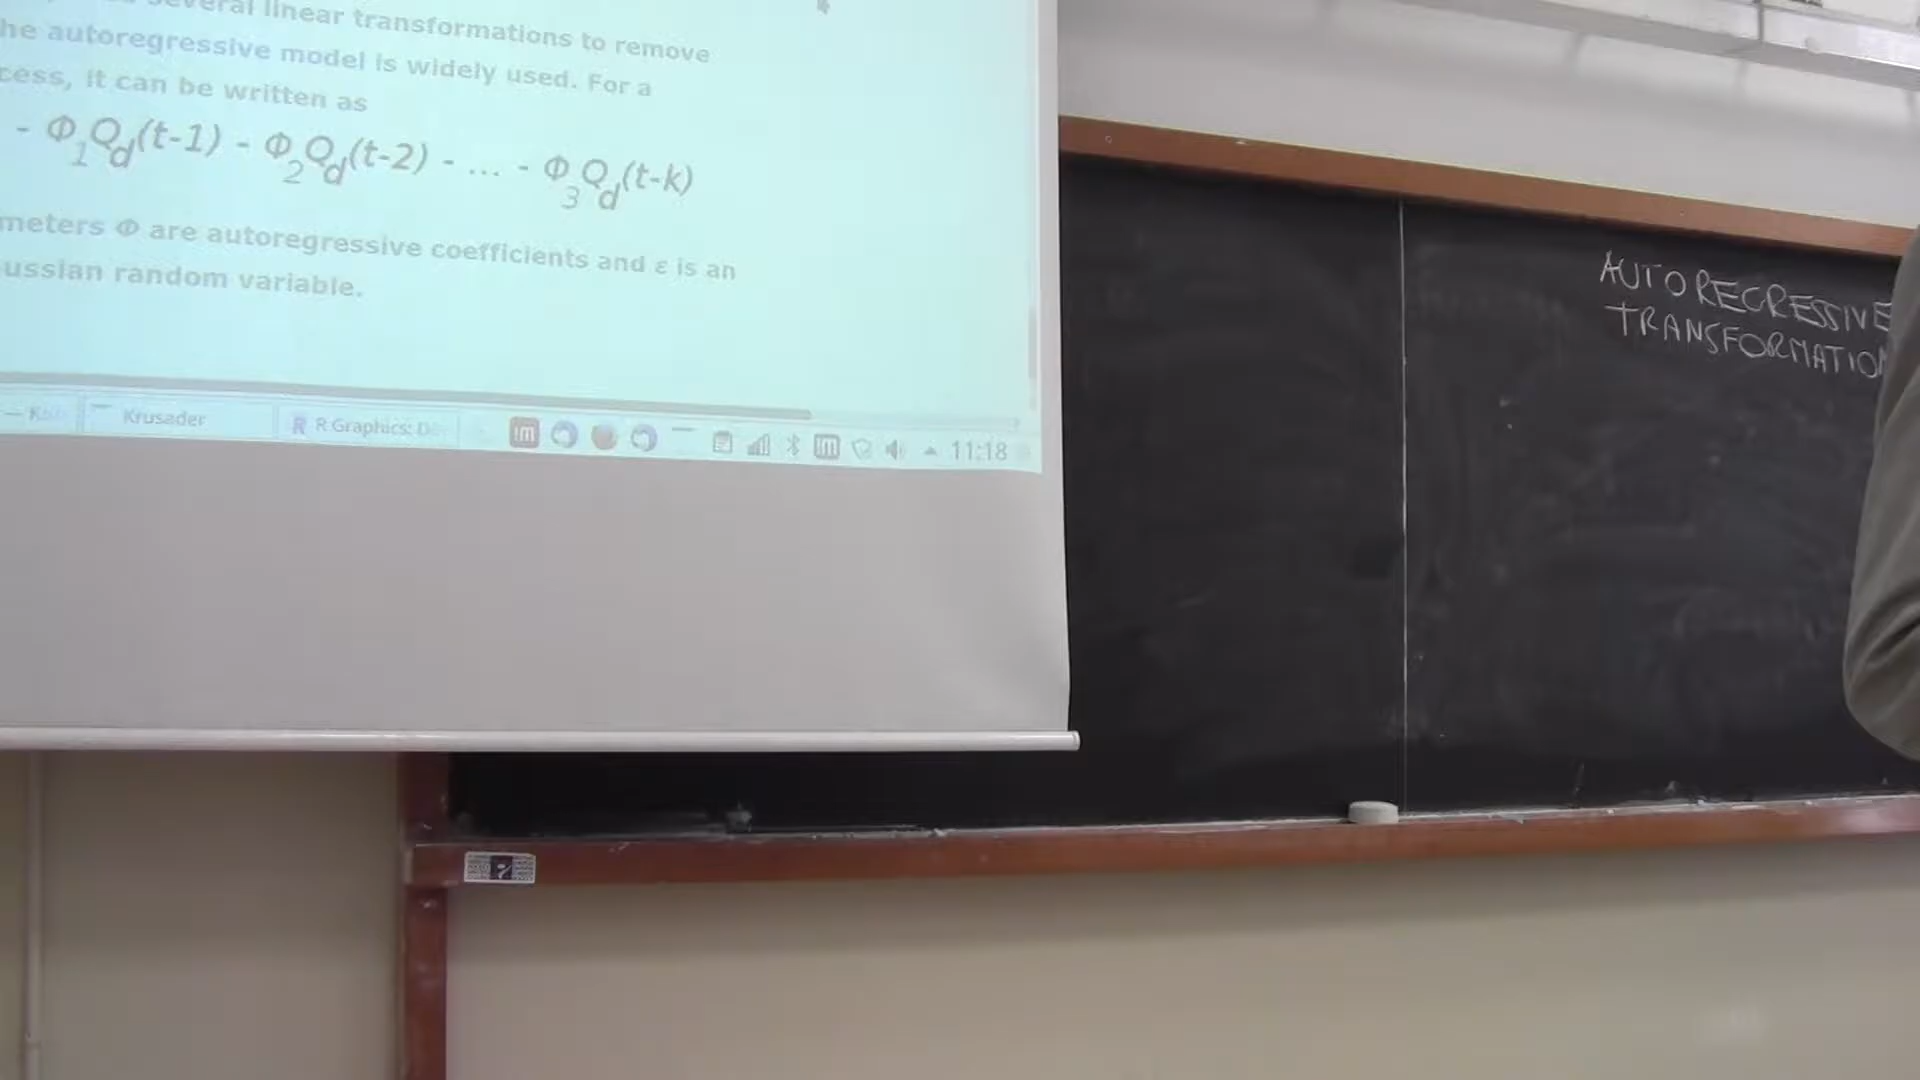 several linear transformations to remove
he autoregressive model is widely used. For a
cess, it can be written as
- Φ1Qd(t-1) - Φ2Qd(t-2) - ... - Φ3Qd(t-k)
meters Φ are autoregressive coefficients and ε is an
ussian random variable.
Krusader
R Graphics: De
11:18
AUTOREGRESSIVE
TRANSFORMATION